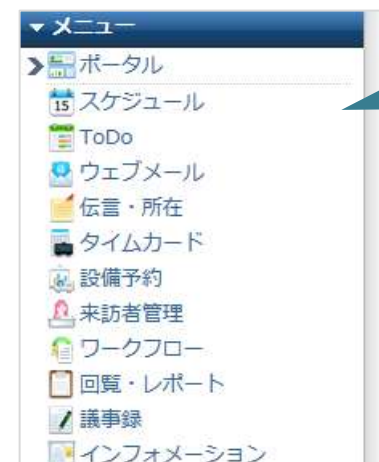 メニュー
ポータル
15 スケジュール
ToDo
ウェブメール
伝言・所在
タイムカード
設備予約
来訪者管理
ワークフロー
回覧・レポート
議事録
インフォメーション